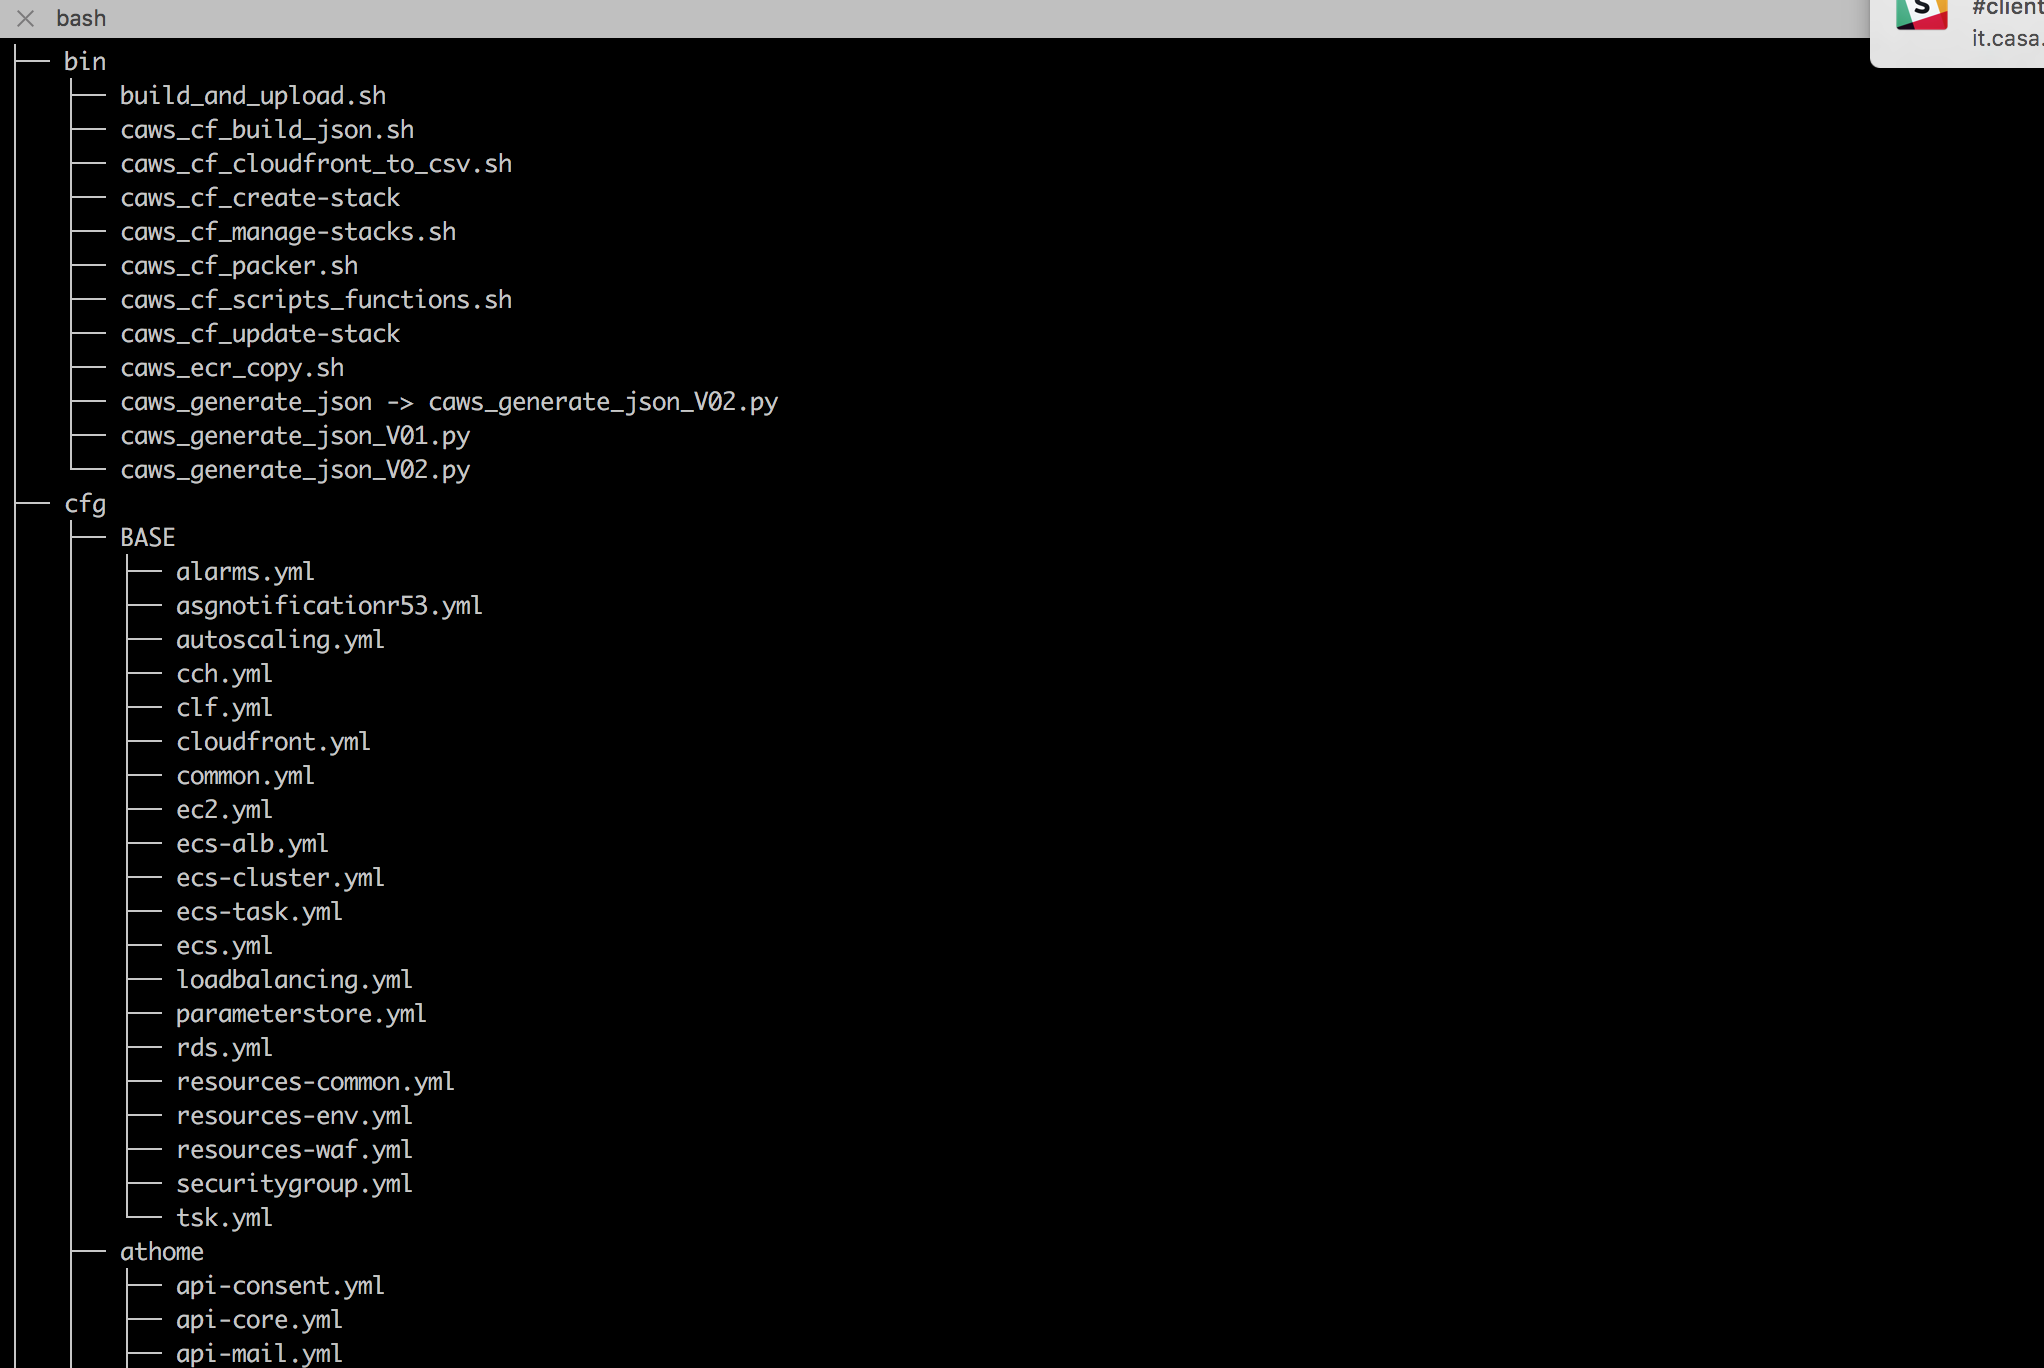 bash
#client
it.casa.
├── bin
│   ├── build_and_upload.sh
│   ├── caws_cf_build_json.sh
│   ├── caws_cf_cloudfront_to_csv.sh
│   ├── caws_cf_create-stack
│   ├── caws_cf_manage-stacks.sh
│   ├── caws_cf_packer.sh
│   ├── caws_cf_scripts_functions.sh
│   ├── caws_cf_update-stack
│   ├── caws_ecr_copy.sh
│   ├── caws_generate_json -> caws_generate_json_V02.py
│   ├── caws_generate_json_V01.py
│   └── caws_generate_json_V02.py
├── cfg
│   ├── BASE
│   │   ├── alarms.yml
│   │   ├── asgnotificationr53.yml
│   │   ├── autoscaling.yml
│   │   ├── cch.yml
│   │   ├── clf.yml
│   │   ├── cloudfront.yml
│   │   ├── common.yml
│   │   ├── ec2.yml
│   │   ├── ecs-alb.yml
│   │   ├── ecs-cluster.yml
│   │   ├── ecs-task.yml
│   │   ├── ecs.yml
│   │   ├── loadbalancing.yml
│   │   ├── parameterstore.yml
│   │   ├── rds.yml
│   │   ├── resources-common.yml
│   │   ├── resources-env.yml
│   │   ├── resources-waf.yml
│   │   ├── securitygroup.yml
│   │   └── tsk.yml
│   ├── athome
│   │   ├── api-consent.yml
│   │   ├── api-core.yml
│   │   ├── api-mail.yml